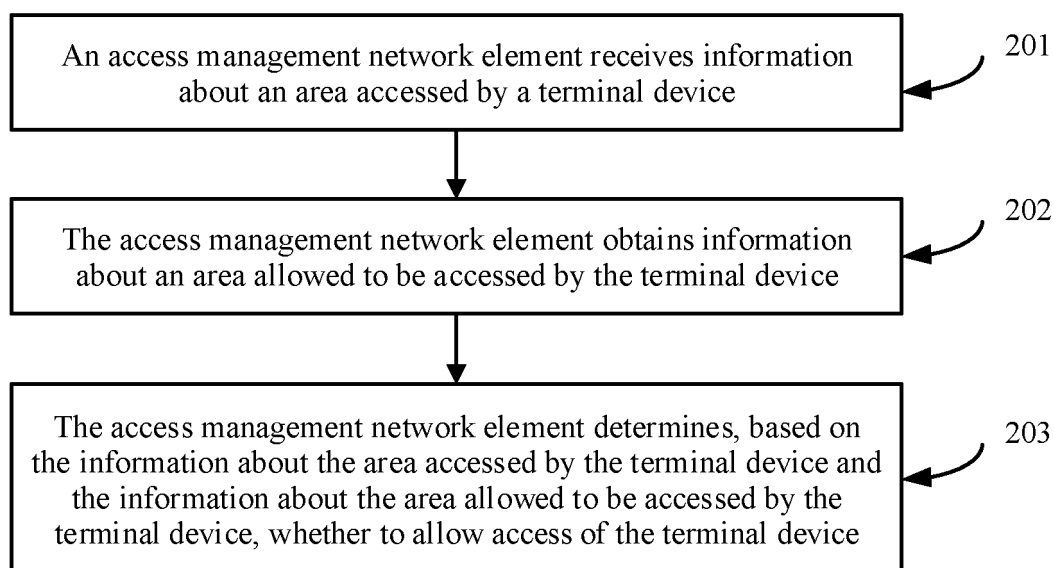 An access management network element receives information
about an area accessed by a terminal device
201
The access management network element obtains information
about an area allowed to be accessed by the terminal device
202
The access management network element determines, based on
the information about the area accessed by the terminal device and
the information about the area allowed to be accessed by the
terminal device, whether to allow access of the terminal device
203